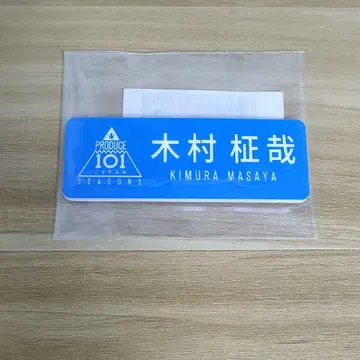 PRODUCE
101
JAPAN
SEASON2
木村 柾哉
KIMURA MASAYA